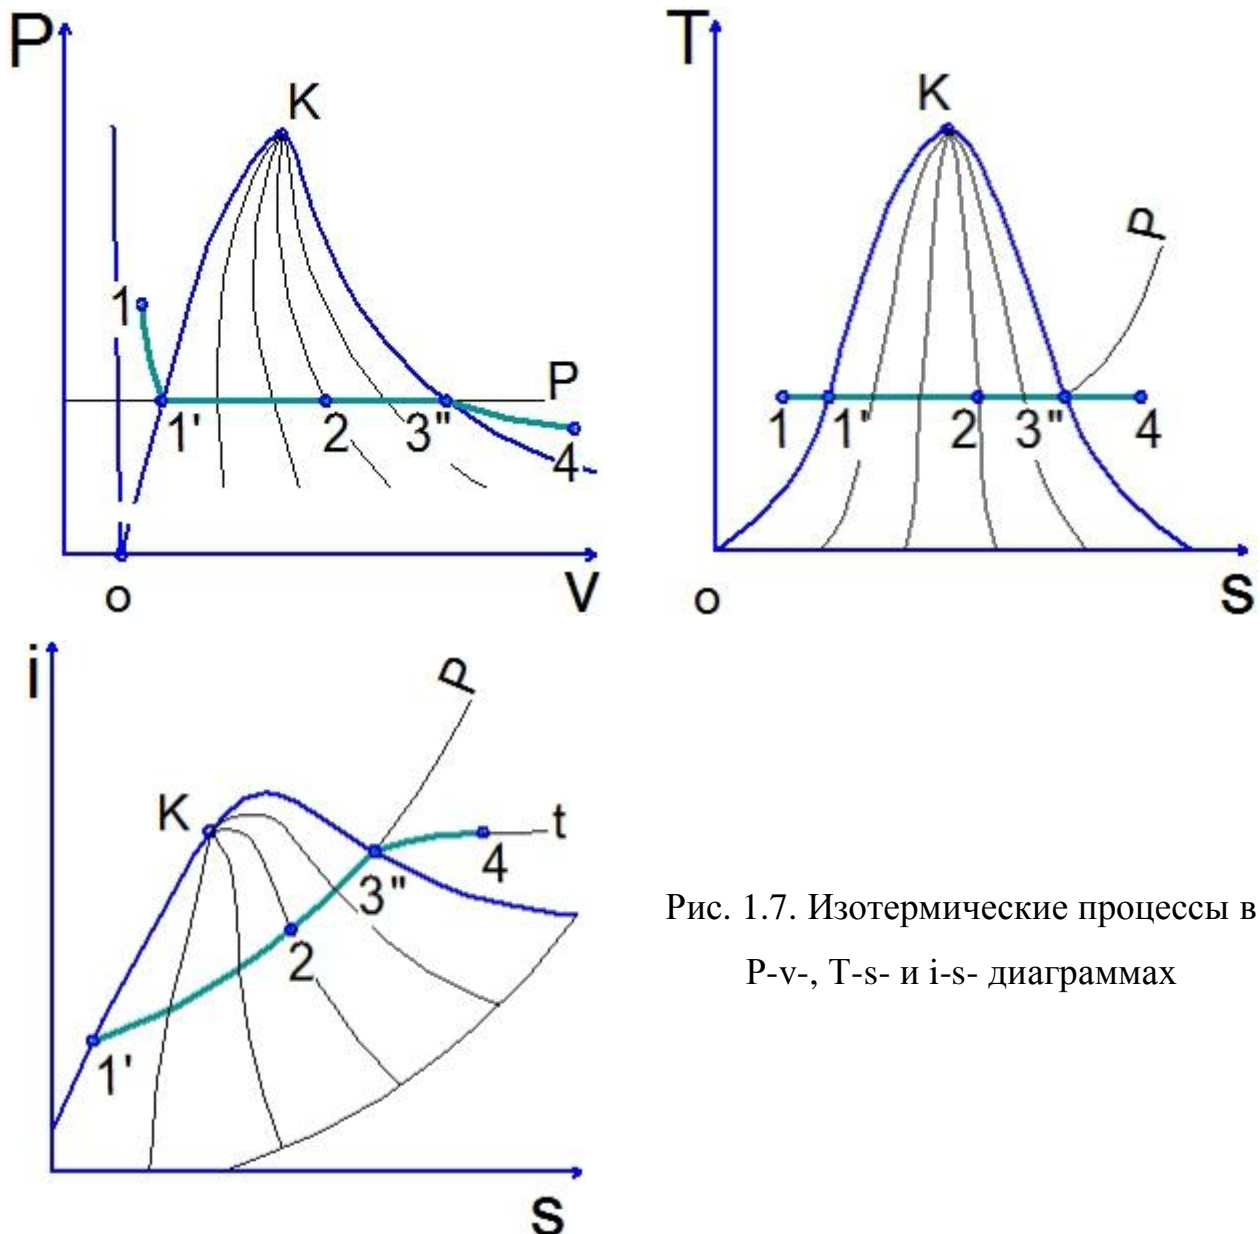 P
K
1
P
1'
2
3"
4
o
V
T
K
P
1
1"
2
3"
4
o
s
i
P
K
t
4
3"
2
1'
s
Рис. 1.7. Изотермические процессы в
P-v-, T-s- и i-s- диаграммах